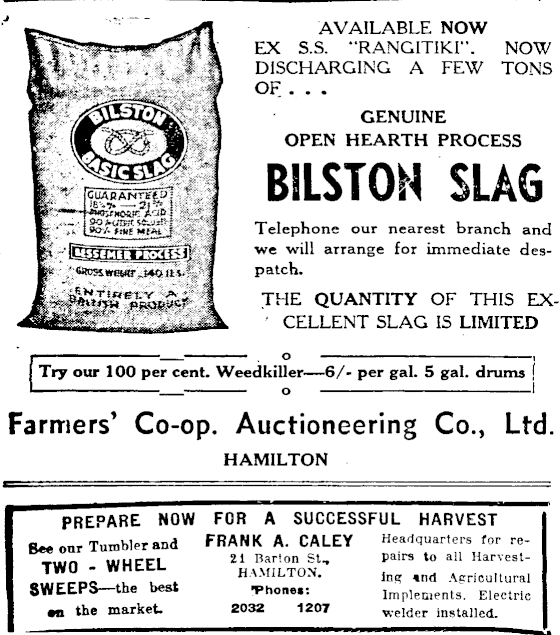 AVAILABLE NOW
EX S.S. "RANGITIKI". NOW
DISCHARGING A FEW TONS
OF . . .
GENUINE
OPEN HEARTH PROCESS
BILSTON SLAG
Telephone our nearest branch and
we will arrange for immediate des-
patch.
THE QUANTITY OF THIS EX-
CELLENT SLAG IS LIMITED
BILSTON
BASIC SLAG
GUARANTEED
PHOSPHORIC ACID
90% FINE MEAL
BESSEMER PROCESS
GROSS WEIGHT 140 LBS.
ENTIRELY A
BRITISH PRODUCT
Try our 100 per cent. Weedkiller—6/- per gal. 5 gal. drums
Farmers' Co-op. Auctioneering Co., Ltd.
HAMILTON
PREPARE NOW FOR A SUCCESSFUL HARVEST
See our Tumbler and
TWO - WHEEL
SWEEPS—the best
on the market.
FRANK A. CALEY
21 Barton St.,
HAMILTON.
Phones:
2032 1207
Headquarters for re-
pairs to all Harvest-
ing and Agricultural
Implements. Electric
welder installed.